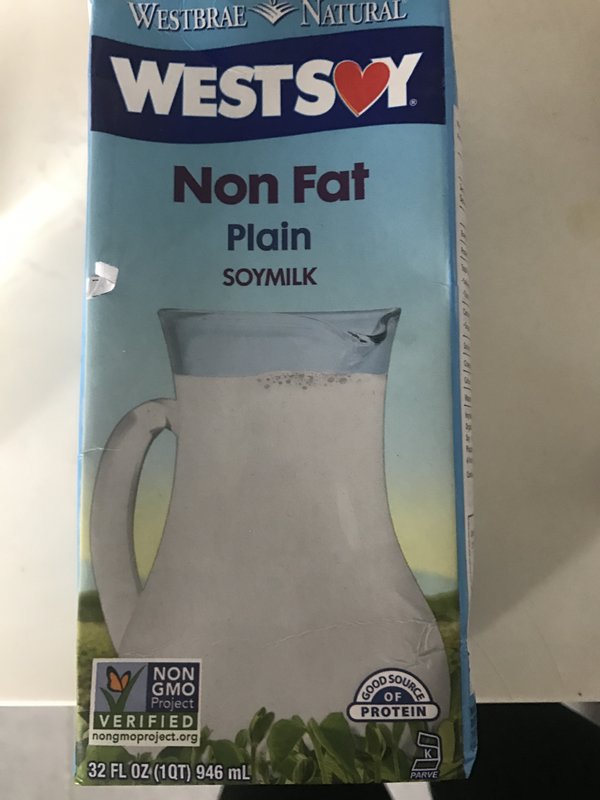 WESTBRAE NATURAL
WESTSOY®
Non Fat
Plain
SOYMILK
NON
GMO
Project
VERIFIED
nongmoproject.org
GOOD SOURCE
OF
PROTEIN
K
PARVE
32 FL OZ (1QT) 946 mL